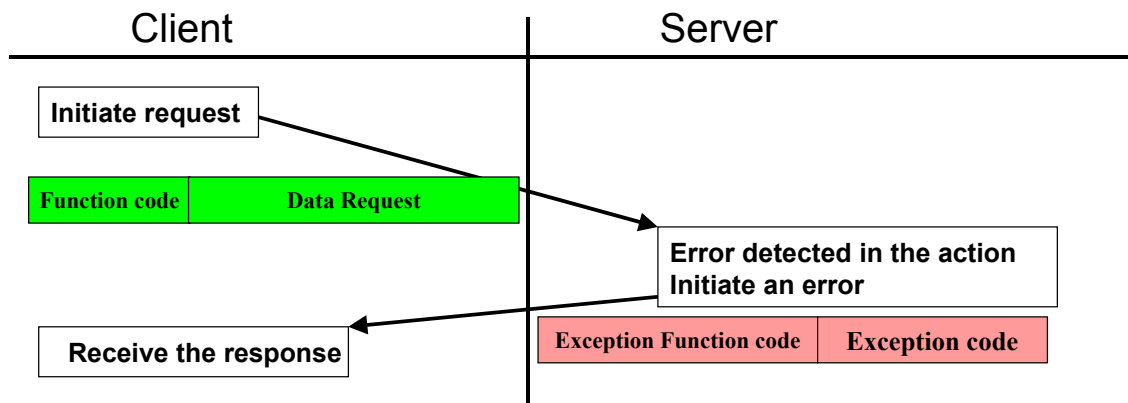 Client
Server
Initiate request
Function code
Data Request
Error detected in the action
Initiate an error
Receive the response
Exception Function code
Exception code